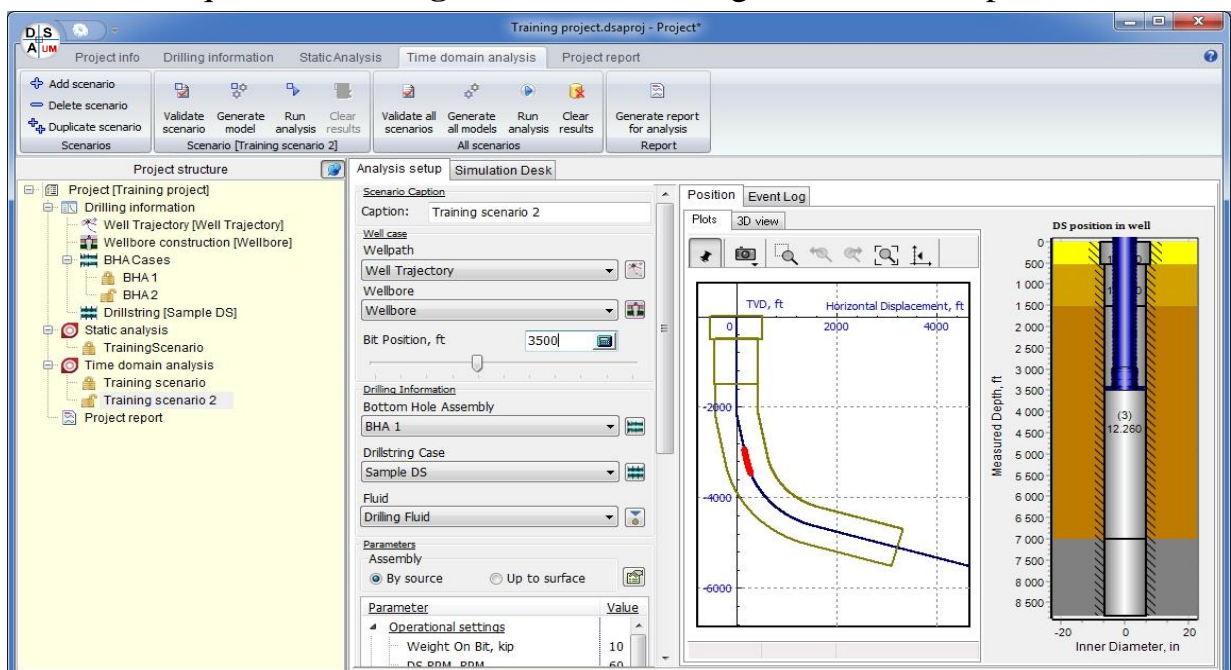 Training project.dsaproj - Project*
D S
A UM
Project info Drilling information Static Analysis Time domain analysis Project report
Add scenario
Delete scenario
Duplicate scenario
Scenarios
Validate scenario
Generate model
Run analysis
Clear results
Scenario [Training scenario 2]
Validate all scenarios
Generate all models
Run analysis
Clear results
All scenarios
Generate report for analysis
Report
Project structure
Project [Training project]
Drilling information
Well Trajectory [Well Trajectory]
Wellbore construction [Wellbore]
BHA Cases
BHA 1
BHA 2
Drillstring [Sample DS]
Static analysis
TrainingScenario
Time domain analysis
Training scenario
Training scenario 2
Project report
Analysis setup Simulation Desk
Scenario Caption
Caption: Training scenario 2
Well case
Wellpath
Well Trajectory
Wellbore
Wellbore
Bit Position, ft 3500
Drilling Information
Bottom Hole Assembly
BHA 1
Drillstring Case
Sample DS
Fluid
Drilling Fluid
Parameters
Assembly
By source Up to surface
Parameter Value
Operational settings
Weight On Bit, kip 10
DS RPM, RPM 60
Position Event Log
Plots 3D view
TVD, ft Horizontal Displacement, ft
0 2000 4000
-2000
-4000
-6000
DS position in well
0
500
1 000
1 500
2 000
2 500
3 000
3 500
4 000
4 500
5 000
5 500
6 000
6 500
7 000
7 500
8 000
8 500
Measured Depth, ft
(3)
12.260
-20 0 20
Inner Diameter, in